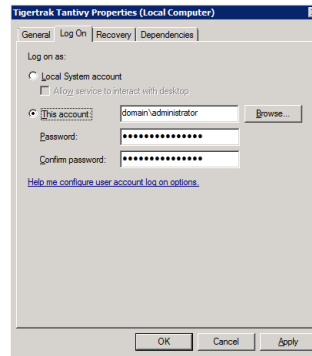 Tigertrak Tantivy Properties (Local Computer)
General Log On Recovery Dependencies
Log on as:
Local System account
Allow service to interact with desktop
This account: domain\administrator Browse...
Password: •••••••••••••••
Confirm password: •••••••••••••••
Help me configure user account log on options.
OK Cancel Apply